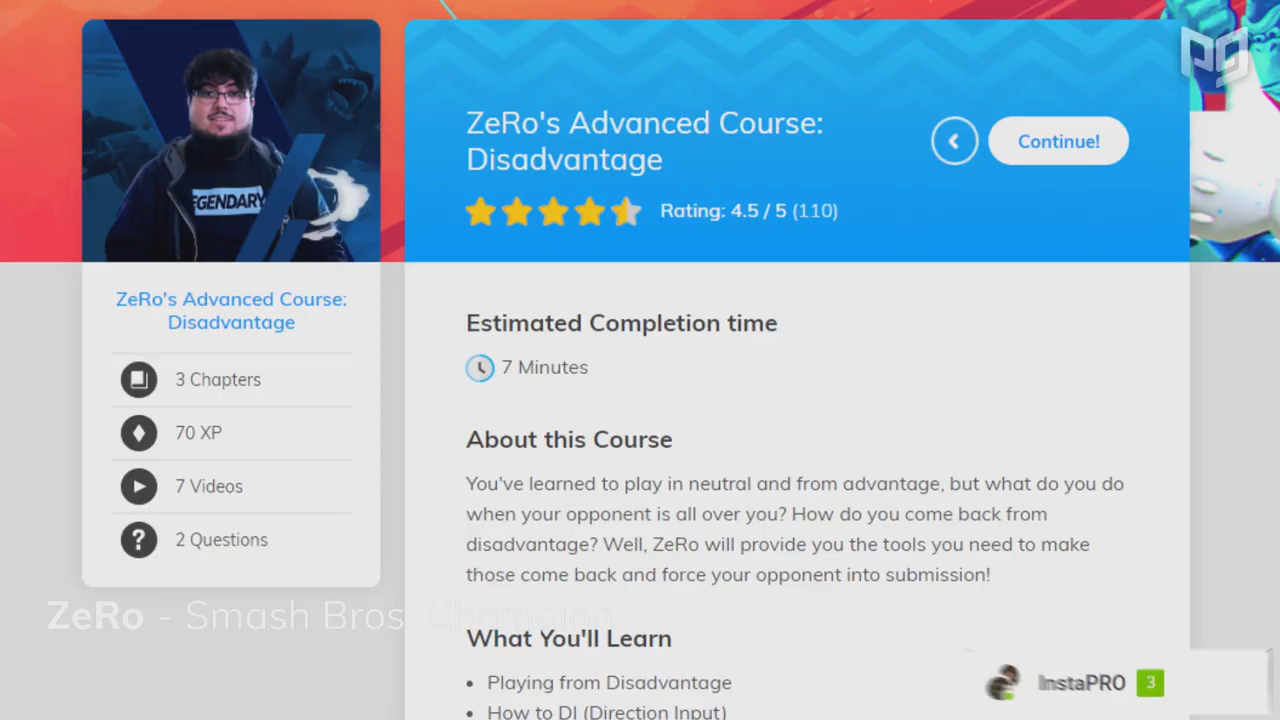 PG
EGENDARY
ZeRo's Advanced Course:
Disadvantage
Rating: 4.5 / 5 (110)
Continue!
ZeRo's Advanced Course:
Disadvantage
3 Chapters
70 XP
7 Videos
2 Questions
Estimated Completion time
7 Minutes
About this Course
You've learned to play in neutral and from advantage, but what do you do
when your opponent is all over you? How do you come back from
disadvantage? Well, ZeRo will provide you the tools you need to make
those come back and force your opponent into submission!
ZeRo - Smash Bros. Champion
What You'll Learn
• Playing from Disadvantage
• How to DI (Direction Input)
InstaPRO 3